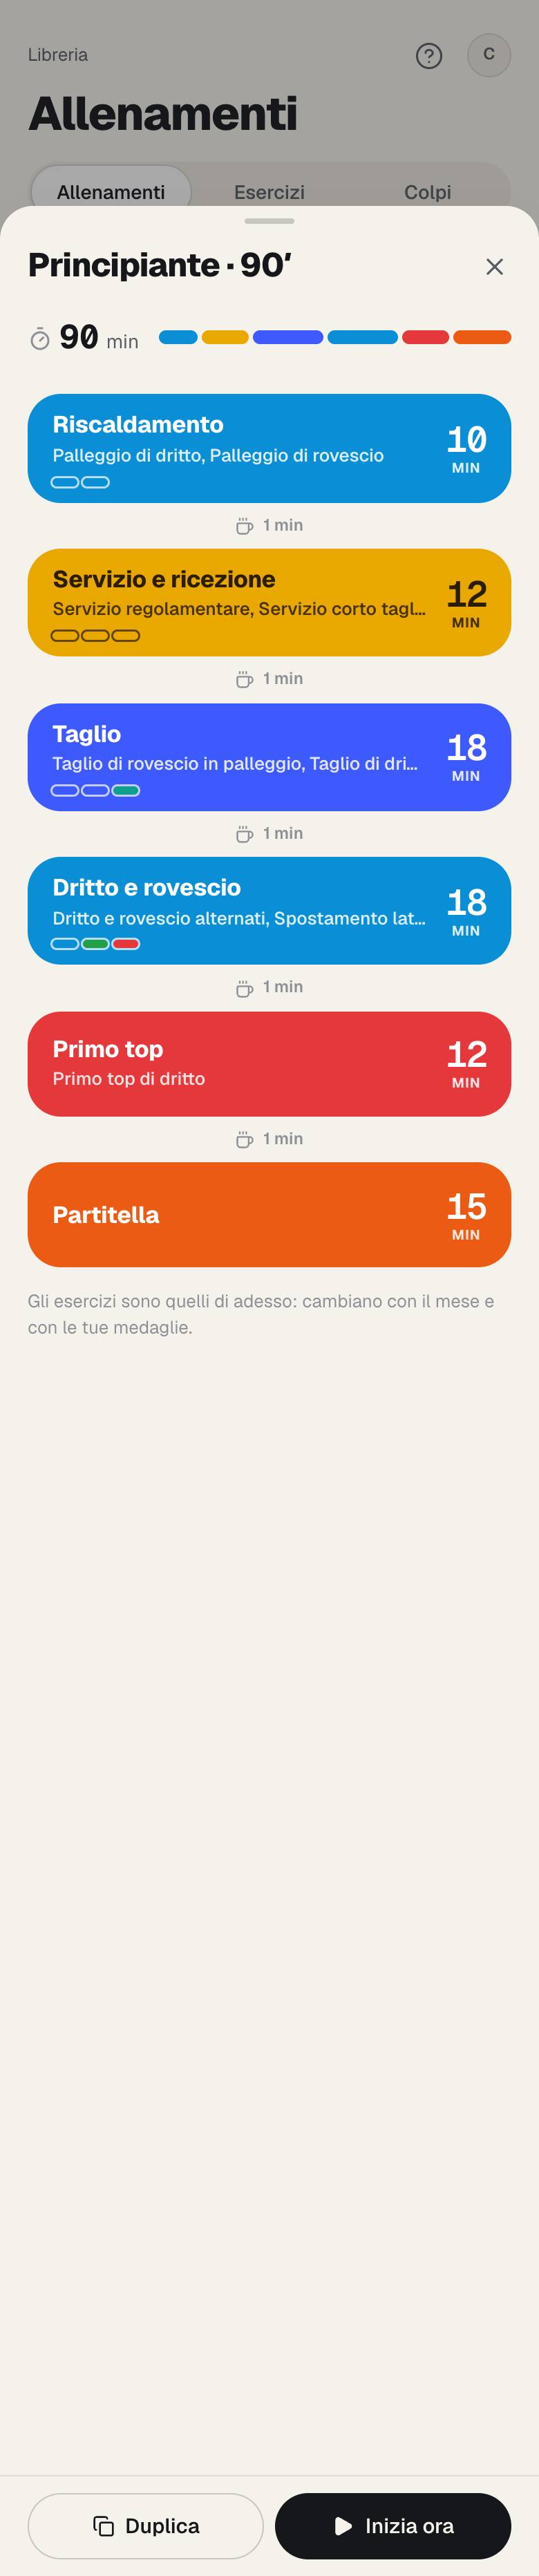 Libreria
C
Allenamenti
Allenamenti Esercizi Colpi
Principiante · 90′
90 min
Riscaldamento
Palleggio di dritto, Palleggio di rovescio
10
MIN
1 min
Servizio e ricezione
Servizio regolamentare, Servizio corto tagl...
12
MIN
1 min
Taglio
Taglio di rovescio in palleggio, Taglio di dri...
18
MIN
1 min
Dritto e rovescio
Dritto e rovescio alternati, Spostamento lat...
18
MIN
1 min
Primo top
Primo top di dritto
12
MIN
1 min
Partitella
15
MIN
Gli esercizi sono quelli di adesso: cambiano con il mese e
con le tue medaglie.
Duplica
Inizia ora